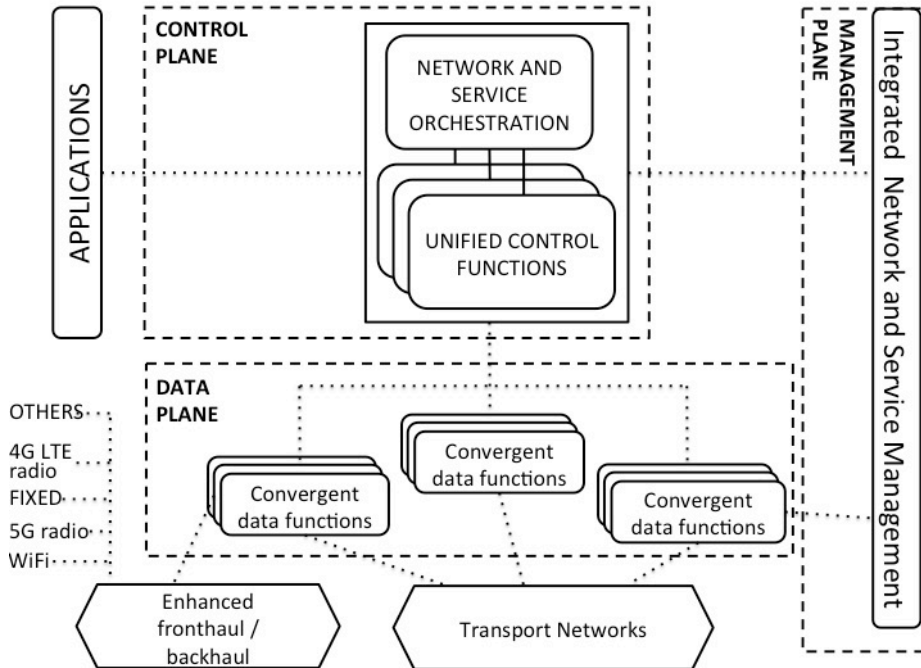 APPLICATIONS
CONTROL
PLANE
NETWORK AND
SERVICE
ORCHESTRATION
UNIFIED CONTROL
FUNCTIONS
MANAGEMENT
PLANE
Integrated Network and Service Management
DATA
PLANE
Convergent
data functions
Convergent
data functions
Convergent
data functions
OTHERS
4G LTE
radio
FIXED
5G radio
WiFi
Enhanced
fronthaul /
backhaul
Transport Networks